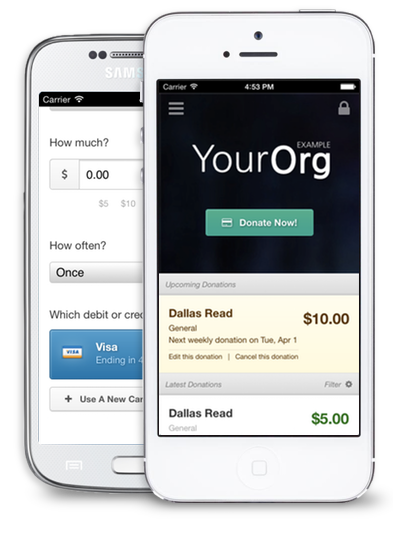 SAMS
Carrier
How much?
$ 0.00
$5 $10
How often?
Once
Which debit or cred
Visa
Ending in 4
+ Use A New Car
Carrier 4:53 PM
EXAMPLE
YourOrg
Donate Now!
Upcoming Donations
Dallas Read
$10.00
General
Next weekly donation on Tue, Apr 1
Edit this donation | Cancel this donation
Latest Donations Filter
Dallas Read
$5.00
General